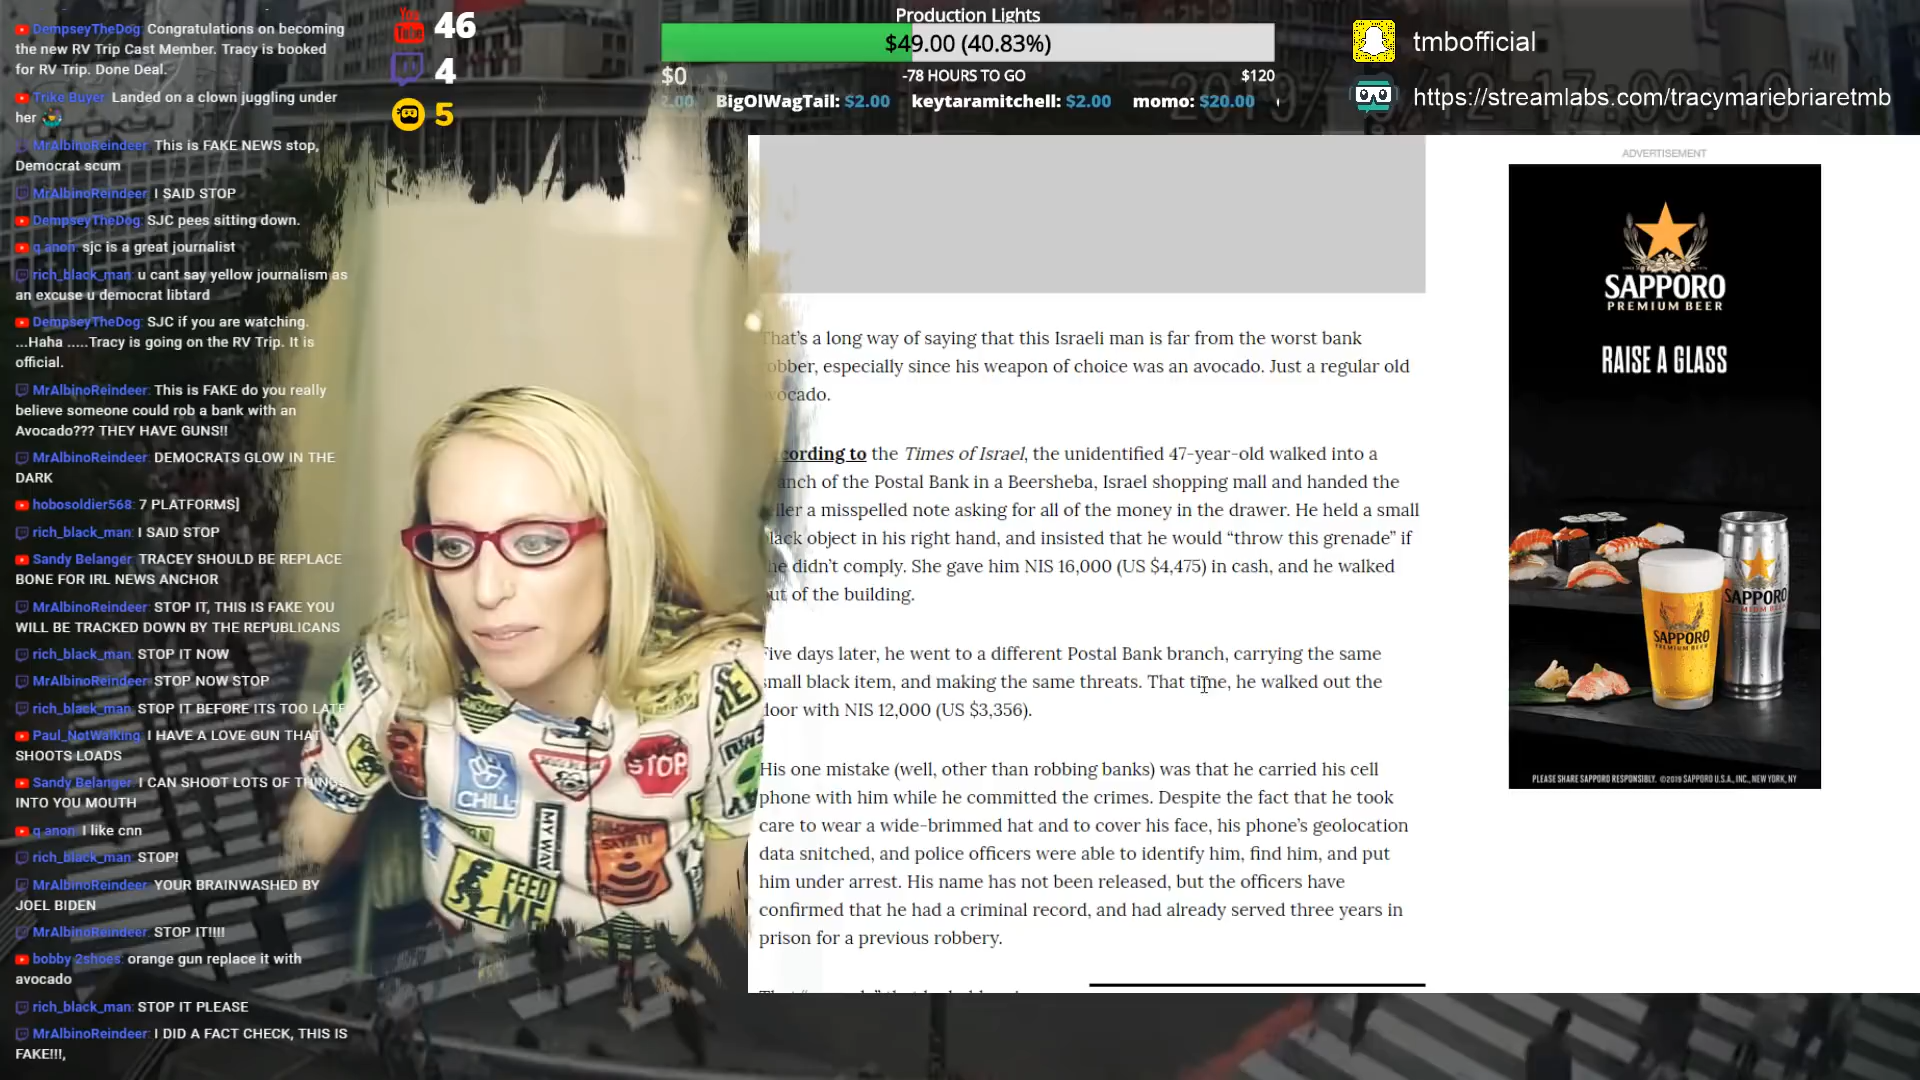 DempseyTheDog: Congratulations on becoming
the new RV Trip Cast Member. Tracy is booked
for RV Trip. Done Deal.
Trike Buyer: Landed on a clown juggling under
her
MrAlbinoReindeer: This is FAKE NEWS stop,
Democrat scum
MrAlbinoReindeer: I SAID STOP
DempseyTheDog: SJC pees sitting down.
q anon: sjc is a great journalist
rich_black_man: u cant say yellow journalism as
an excuse u democrat libtard
DempseyTheDog: SJC if you are watching.
...Haha .....Tracy is going on the RV Trip. It is
official.
MrAlbinoReindeer: This is FAKE do you really
believe someone could rob a bank with an
Avocado??? THEY HAVE GUNS!!
MrAlbinoReindeer: DEMOCRATS GLOW IN THE
DARK
hobosoldier568: 7 PLATFORMS]
rich_black_man: I SAID STOP
Sandy Belanger: TRACEY SHOULD BE REPLACE
BONE FOR IRL NEWS ANCHOR
MrAlbinoReindeer: STOP IT, THIS IS FAKE YOU
WILL BE TRACKED DOWN BY THE REPUBLICANS
rich_black_man: STOP IT NOW
MrAlbinoReindeer: STOP NOW STOP
rich_black_man: STOP IT BEFORE ITS TOO LATE
Paul_NotWalking: I HAVE A LOVE GUN THAT
SHOOTS LOADS
Sandy Belanger: I CAN SHOOT LOTS OF THINGS
INTO YOU MOUTH
q anon: I like cnn
rich_black_man: STOP!
MrAlbinoReindeer: YOUR BRAINWASHED BY
JOEL BIDEN
MrAlbinoReindeer: STOP IT!!!!
bobby 2shoes: orange gun replace it with
avocado
rich_black_man: STOP IT PLEASE
MrAlbinoReindeer: I DID A FACT CHECK, THIS IS
FAKE!!!,
You
Tube
46
4
5
Production Lights
$49.00 (40.83%)
$0
-78 HOURS TO GO
$120
2.00 BigOlWagTail: $2.00 keytaramitchell: $2.00 momo: $20.00
tmbofficial
https://streamlabs.com/tracymariebriaretmb
That's a long way of saying that this Israeli man is far from the worst bank
obber, especially since his weapon of choice was an avocado. Just a regular old
vocado.
cording to the Times of Israel, the unidentified 47-year-old walked into a
anch of the Postal Bank in a Beersheba, Israel shopping mall and handed the
ller a misspelled note asking for all of the money in the drawer. He held a small
lack object in his right hand, and insisted that he would “throw this grenade” if
he didn't comply. She gave him NIS 16,000 (US $4,475) in cash, and he walked
ut of the building.
Five days later, he went to a different Postal Bank branch, carrying the same
small black item, and making the same threats. That time, he walked out the
door with NIS 12,000 (US $3,356).
His one mistake (well, other than robbing banks) was that he carried his cell
phone with him while he committed the crimes. Despite the fact that he took
care to wear a wide-brimmed hat and to cover his face, his phone's geolocation
data snitched, and police officers were able to identify him, find him, and put
him under arrest. His name has not been released, but the officers have
confirmed that he had a criminal record, and had already served three years in
prison for a previous robbery.
ADVERTISEMENT
SAPPORO
PREMIUM BEER
RAISE A GLASS
SAPPORO
SAPPORO
PREMIUM BEER
PLEASE SHARE SAPPORO RESPONSIBLY. ©2019 SAPPORO U.S.A., INC., NEW YORK, NY
CHILL
STOP
MY WAY
FEED
ME